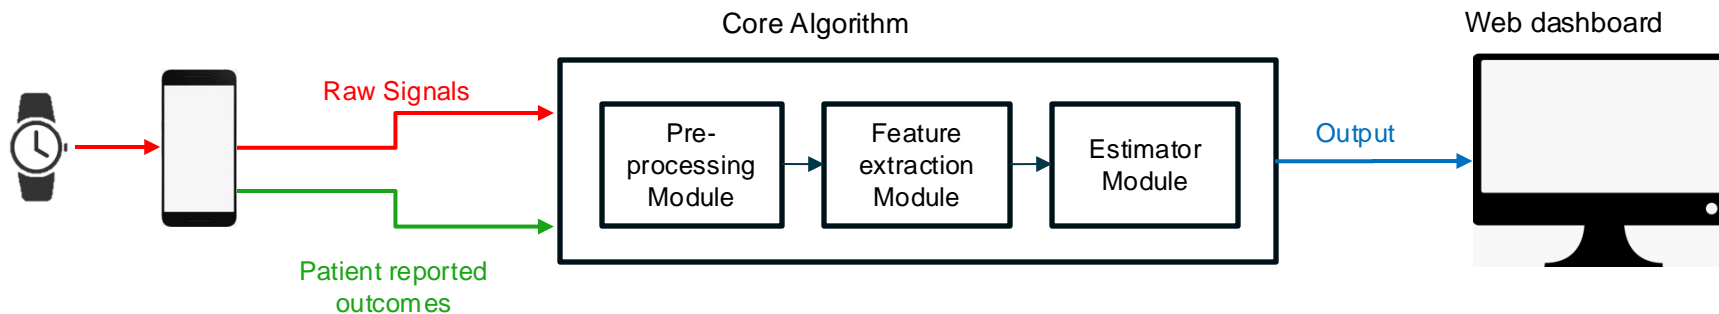 Core Algorithm
Web dashboard
Raw Signals
Pre-
processing
Module
Feature
extraction
Module
Estimator
Module
Output
Patient reported
outcomes